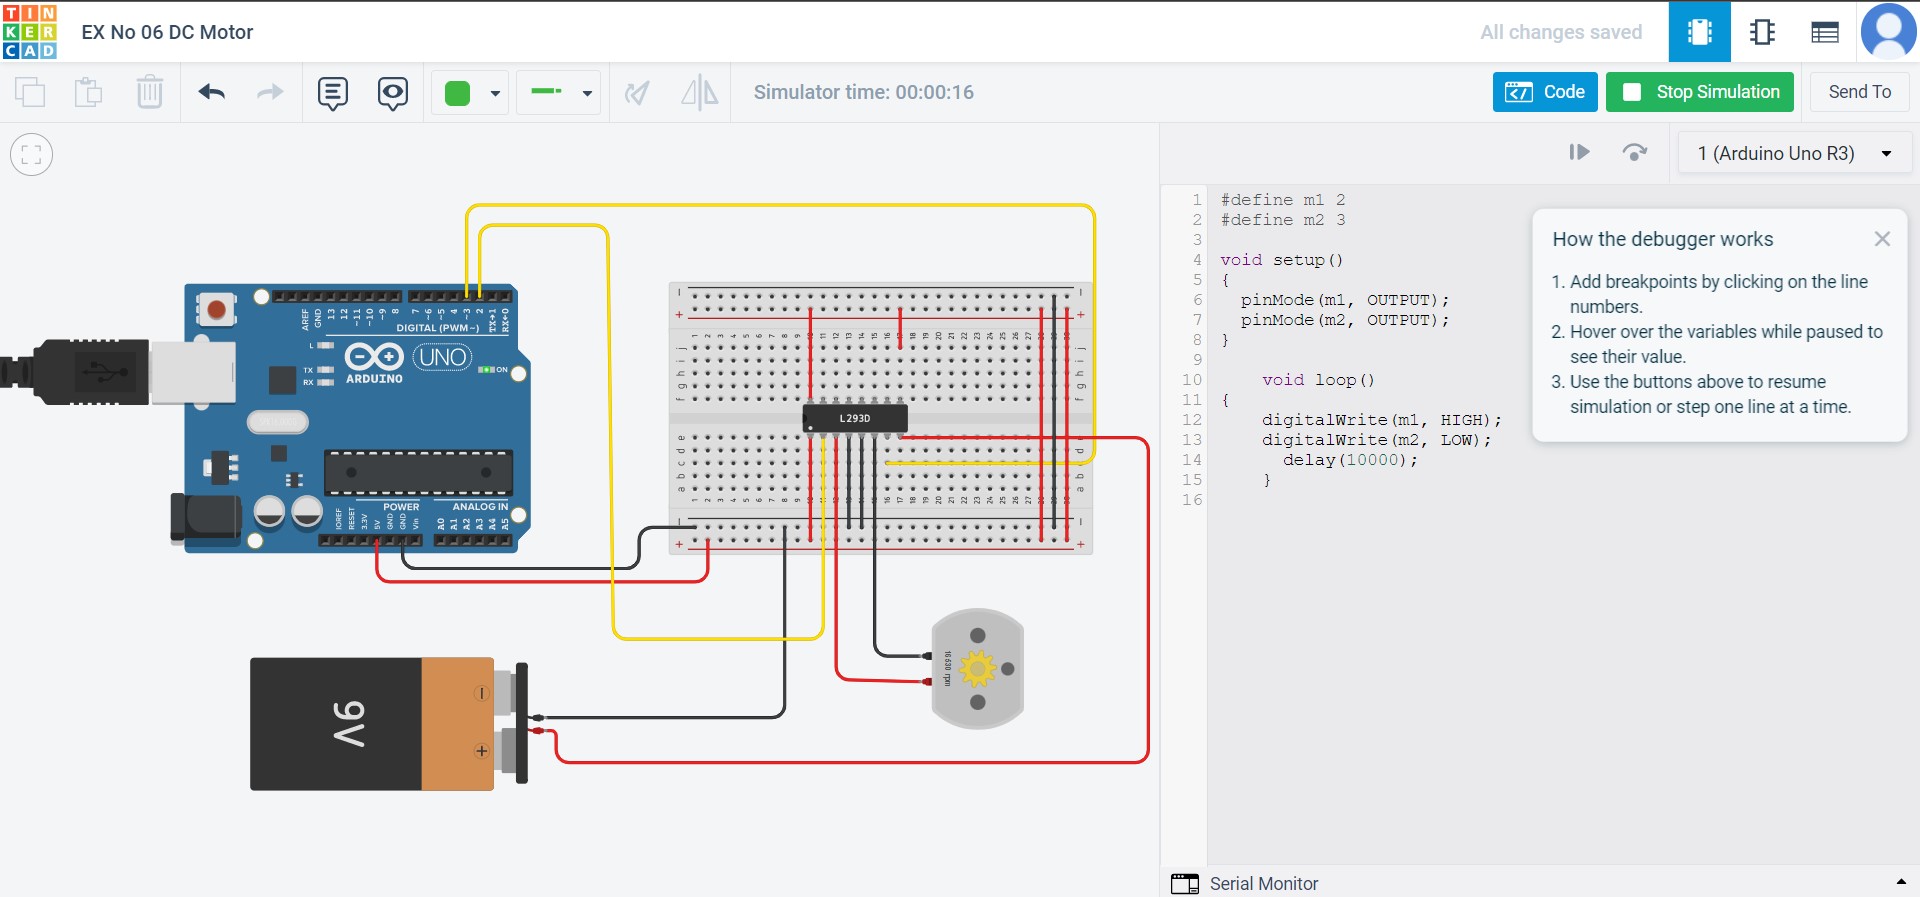 TIN
KER
CAD
EX No 06 DC Motor
All changes saved
Simulator time: 00:00:16
Code
Stop Simulation
Send To
1 (Arduino Uno R3)
1 #define m1 2
2 #define m2 3
3
4 void setup()
5 {
6 pinMode(m1, OUTPUT);
7 pinMode(m2, OUTPUT);
8 }
9
10 void loop()
11 {
12 digitalWrite(m1, HIGH);
13 digitalWrite(m2, LOW);
14 delay(10000);
15 }
16
How the debugger works
1. Add breakpoints by clicking on the line
numbers.
2. Hover over the variables while paused to
see their value.
3. Use the buttons above to resume
simulation or step one line at a time.
AREF
GND
13
12
~11
~10
~9
8
7
~6
~5
4
~3
2
TX→1
RX←0
DIGITAL (PWM~)
L
TX
RX
ARDUINO
UNO
ON
POWER
ANALOG IN
IOREF
RESET
3.3V
5V
GND
GND
Vin
A0
A1
A2
A3
A4
A5
L293D
9V
16630 rpm
Serial Monitor